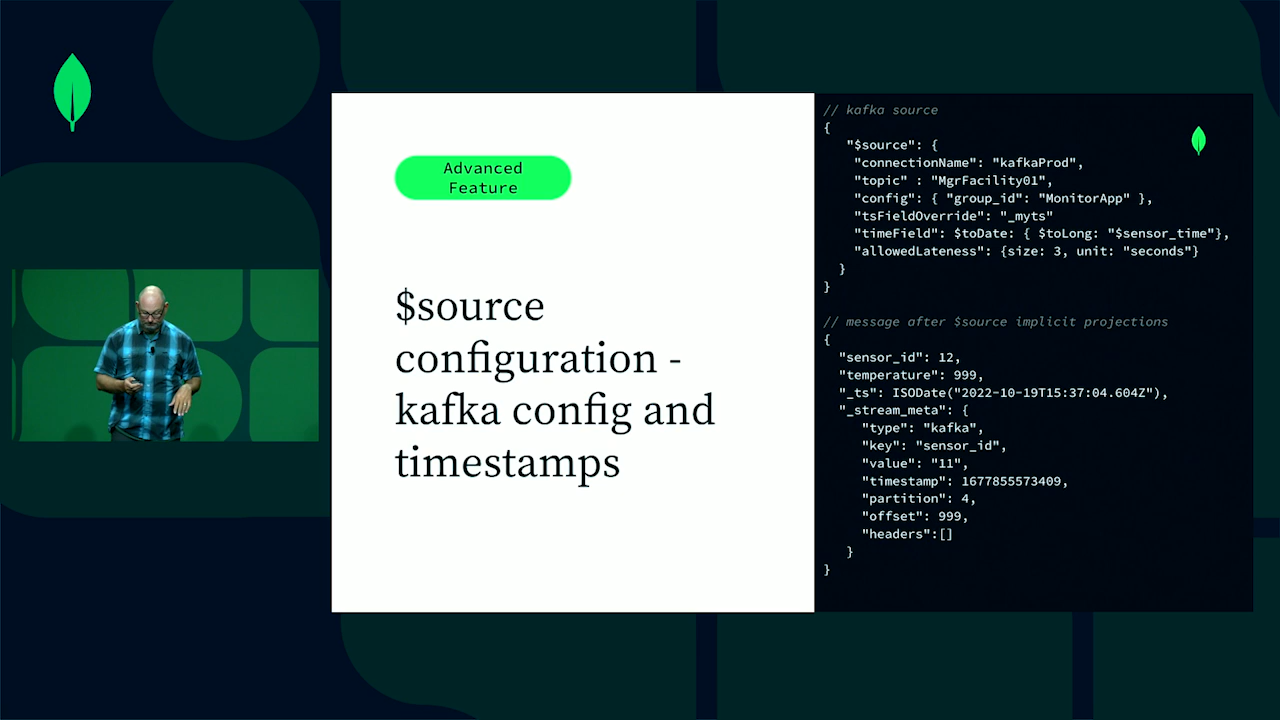 Advanced
Feature
$source
configuration -
kafka config and
timestamps
// kafka source
{
"$source": {
"connectionName": "kafkaProd",
"topic" : "MgrFacility01",
"config": { "group_id": "MonitorApp" },
"tsFieldOverride": "_myts"
"timeField": $toDate: { $toLong: "$sensor_time"},
"allowedLateness": {size: 3, unit: "seconds"}
}
}
// message after $source implicit projections
{
"sensor_id": 12,
"temperature": 999,
"_ts": ISODate("2022-10-19T15:37:04.604Z"),
"_stream_meta": {
"type": "kafka",
"key": "sensor_id",
"value": "11",
"timestamp": 1677855573409,
"partition": 4,
"offset": 999,
"headers":[]
}
}